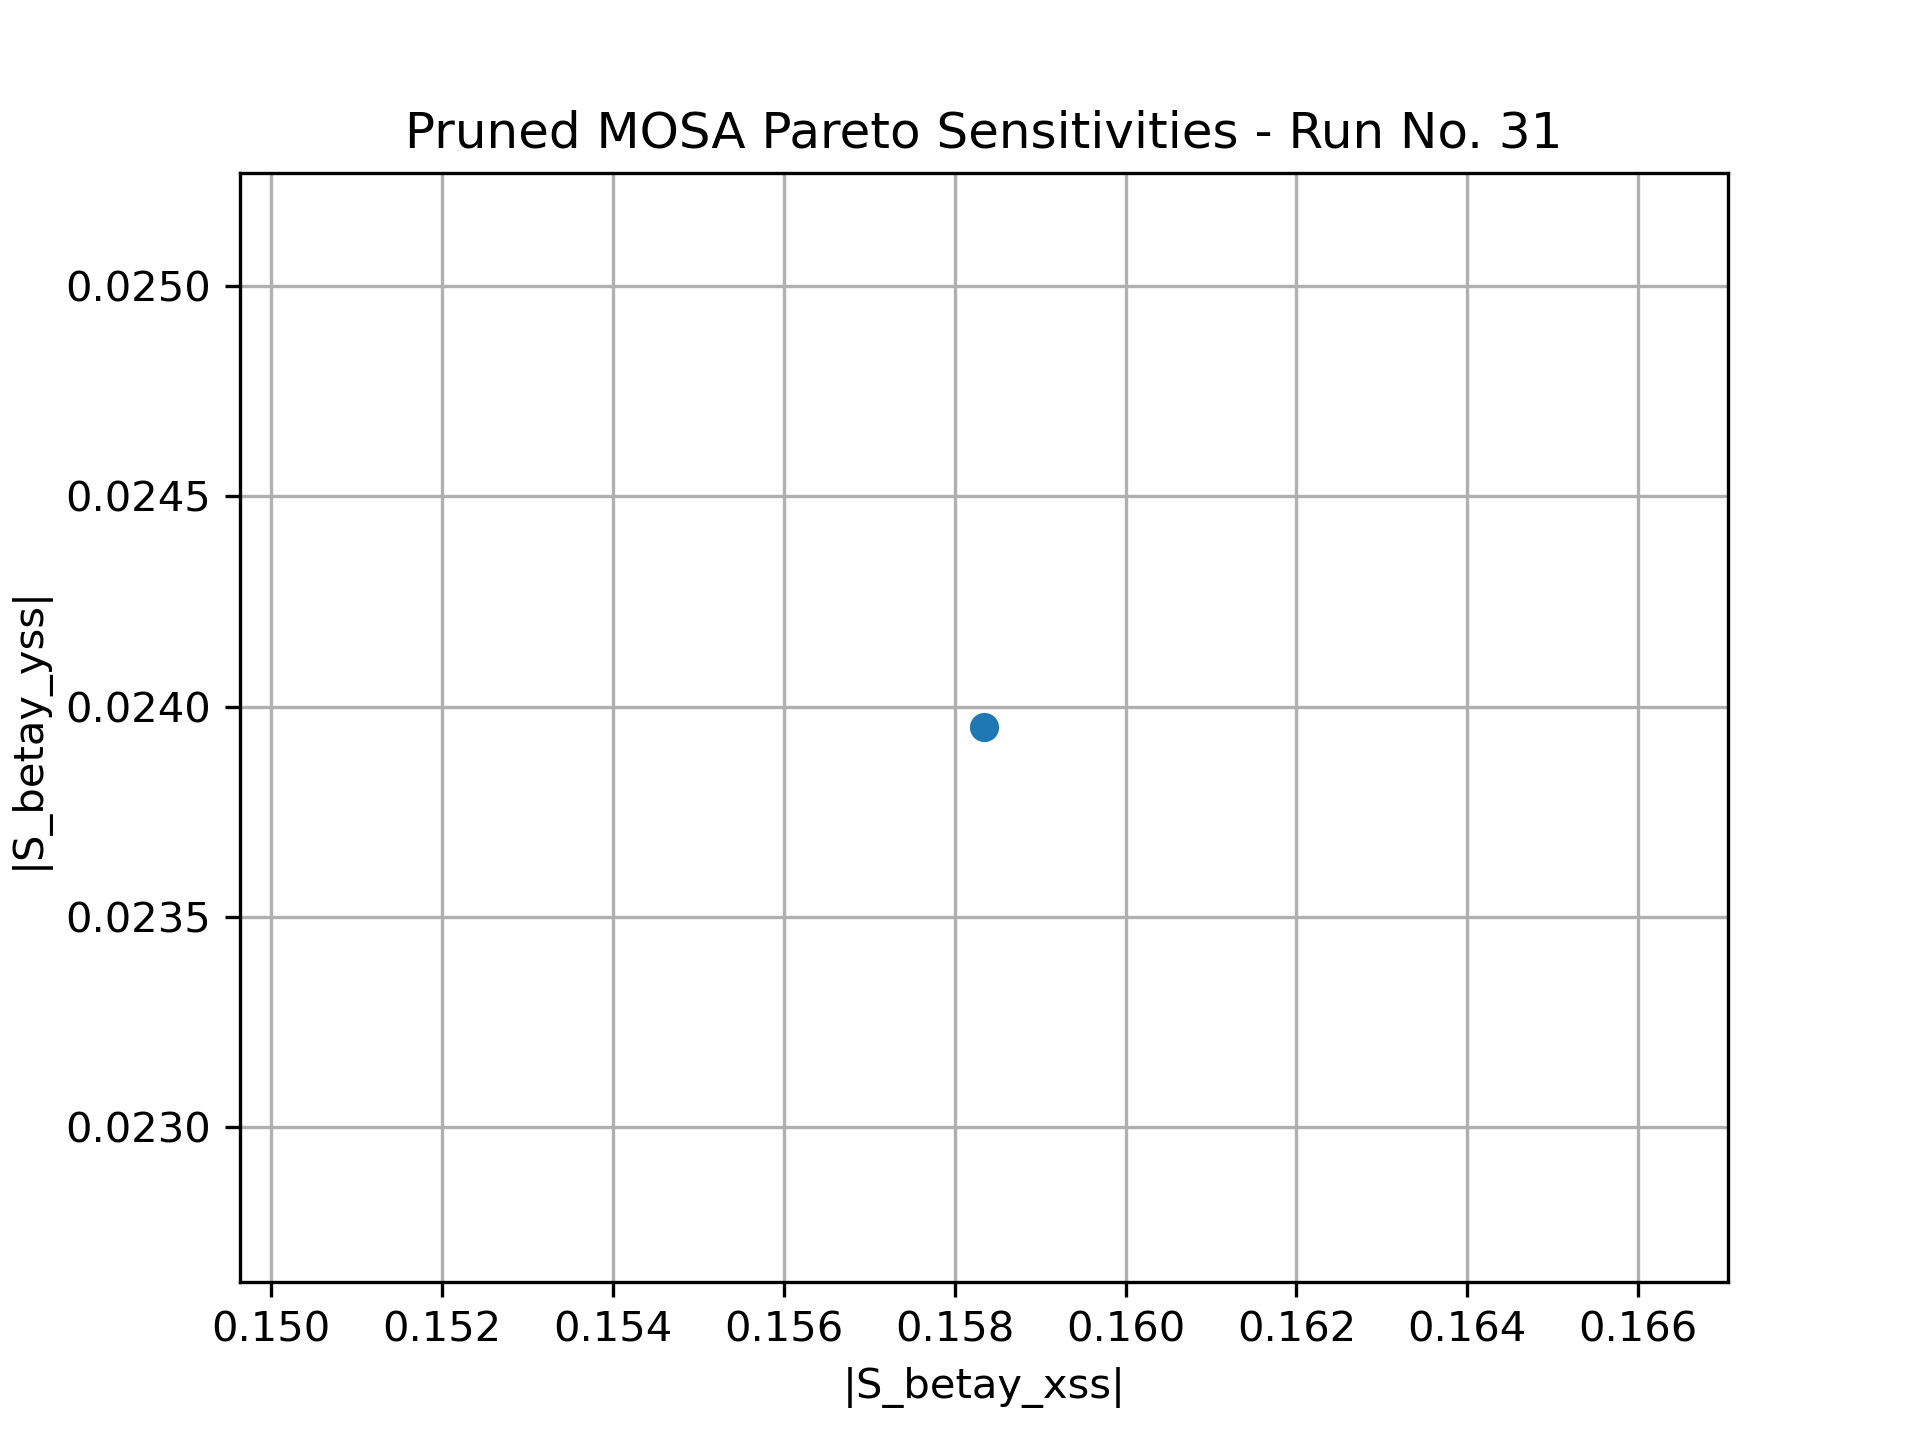 Pruned MOSA Pareto Sensitivities - Run No. 31
|S_betay_yss|
0.0250
0.0245
0.0240
0.0235
0.0230
0.150 0.152 0.154 0.156 0.158 0.160 0.162 0.164 0.166
|S_betay_xss|